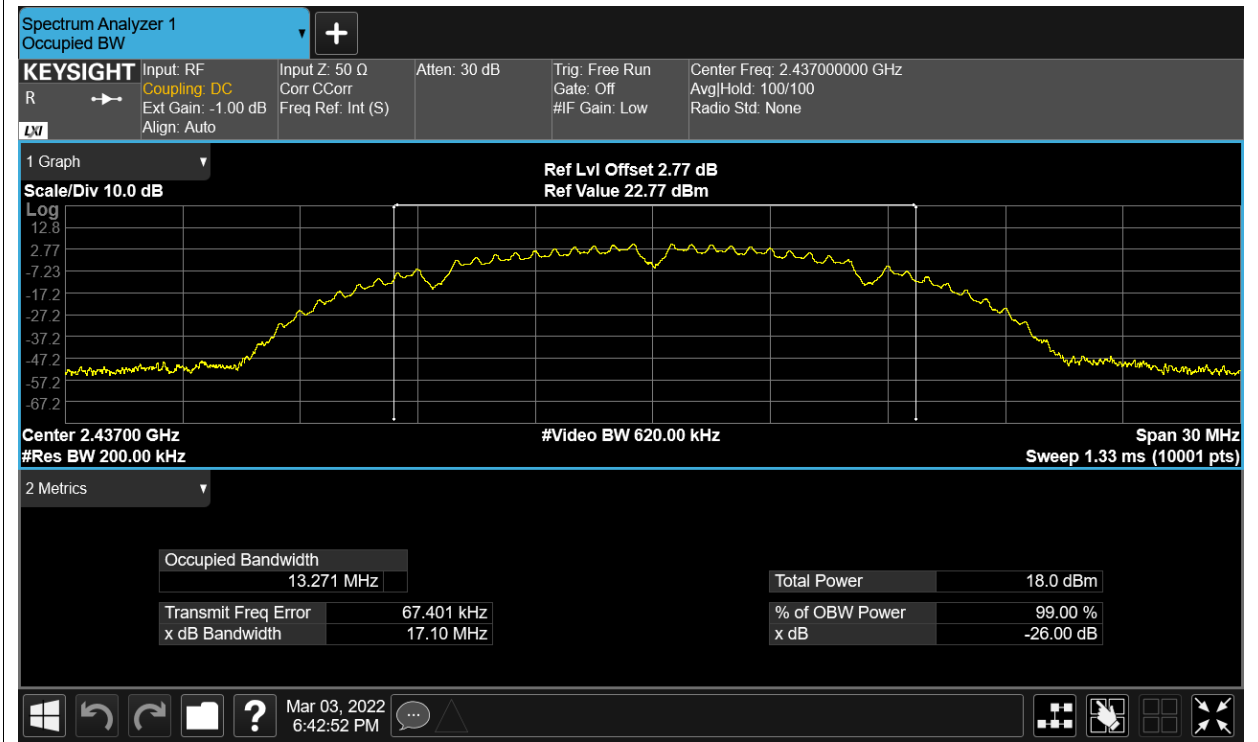 Spectrum Analyzer 1
Occupied BW
KEYSIGHT
R
LXI
Input: RF
Coupling: DC
Ext Gain: -1.00 dB
Align: Auto
Input Z: 50 Ω
Corr CCorr
Freq Ref: Int (S)
Atten: 30 dB
Trig: Free Run
Gate: Off
#IF Gain: Low
Center Freq: 2.437000000 GHz
Avg|Hold: 100/100
Radio Std: None
1 Graph
Scale/Div 10.0 dB
Ref Lvl Offset 2.77 dB
Ref Value 22.77 dBm
Log
12.8
2.77
-7.23
-17.2
-27.2
-37.2
-47.2
-57.2
-67.2
Center 2.43700 GHz
#Video BW 620.00 kHz
Span 30 MHz
#Res BW 200.00 kHz
Sweep 1.33 ms (10001 pts)
2 Metrics
Occupied Bandwidth
13.271 MHz
Total Power 18.0 dBm
Transmit Freq Error 67.401 kHz
% of OBW Power 99.00 %
x dB Bandwidth 17.10 MHz
x dB -26.00 dB
?
Mar 03, 2022
6:42:52 PM